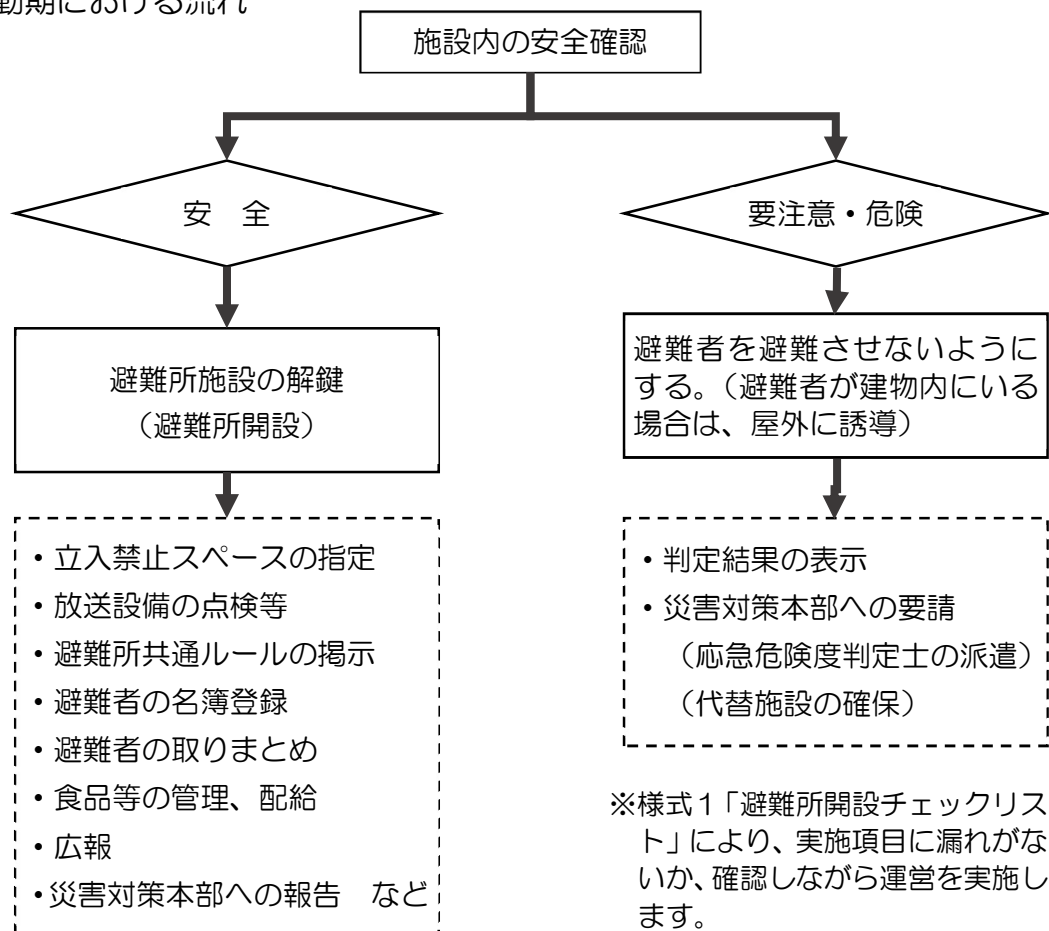 動期における流れ
施設内の安全確認
安　全
避難所施設の解鍵
（避難所開設）
・立入禁止スペースの指定
・放送設備の点検等
・避難所共通ルールの掲示
・避難者の名簿登録
・避難者の取りまとめ
・食品等の管理、配給
・広報
・災害対策本部への報告　など
要注意・危険
避難者を避難させないように
する。（避難者が建物内にいる
場合は、屋外に誘導）
・判定結果の表示
・災害対策本部への要請
（応急危険度判定士の派遣）
（代替施設の確保）
※様式１「避難所開設チェックリス
ト」により、実施項目に漏れがな
いか、確認しながら運営を実施し
ます。